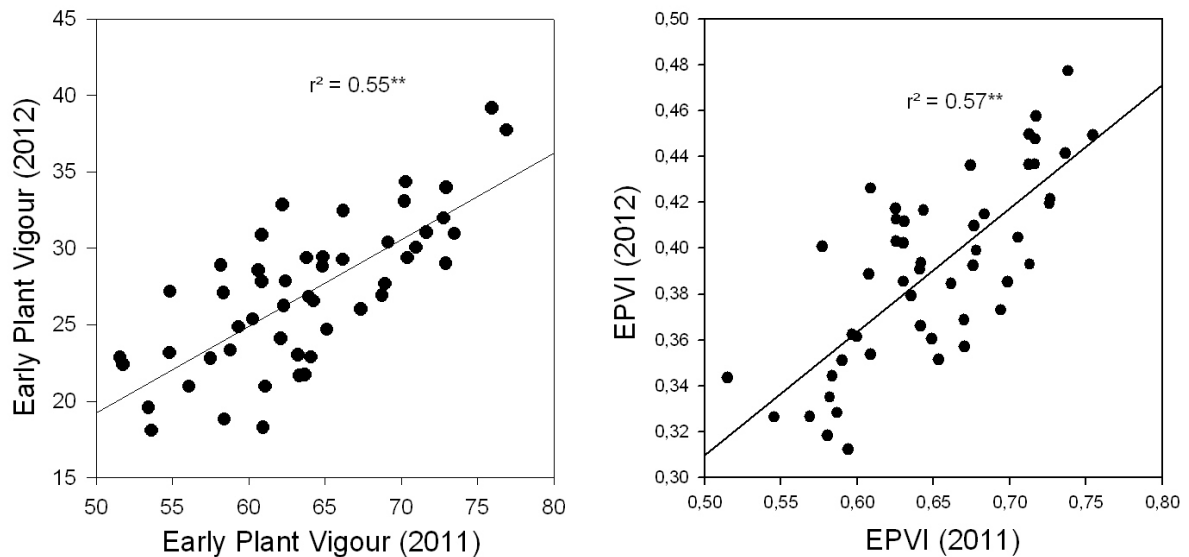 45
40
35
30
25
20
15
Early Plant Vigour (2012)
r² = 0.55**
50 55 60 65 70 75 80
Early Plant Vigour (2011)
0,50
0,48
0,46
0,44
0,42
0,40
0,38
0,36
0,34
0,32
0,30
EPVI (2012)
r² = 0.57**
0,50 0,55 0,60 0,65 0,70 0,75 0,80
EPVI (2011)